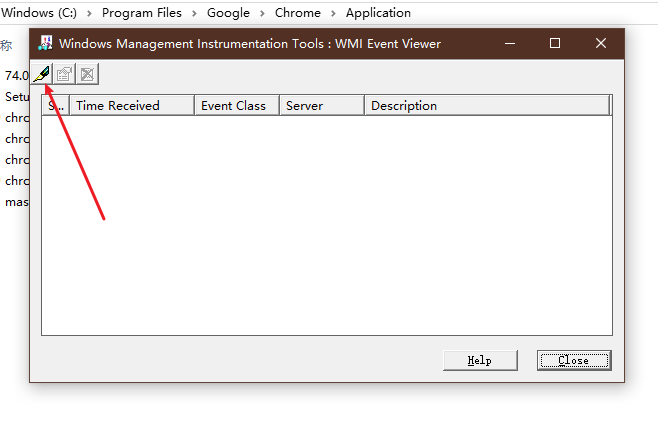 Windows (C:) › Program Files › Google › Chrome › Application
称
Windows Management Instrumentation Tools : WMI Event Viewer
74.0
Setu
chro
chro
chro
chro
mas
S... Time Received Event Class Server Description
Help Close